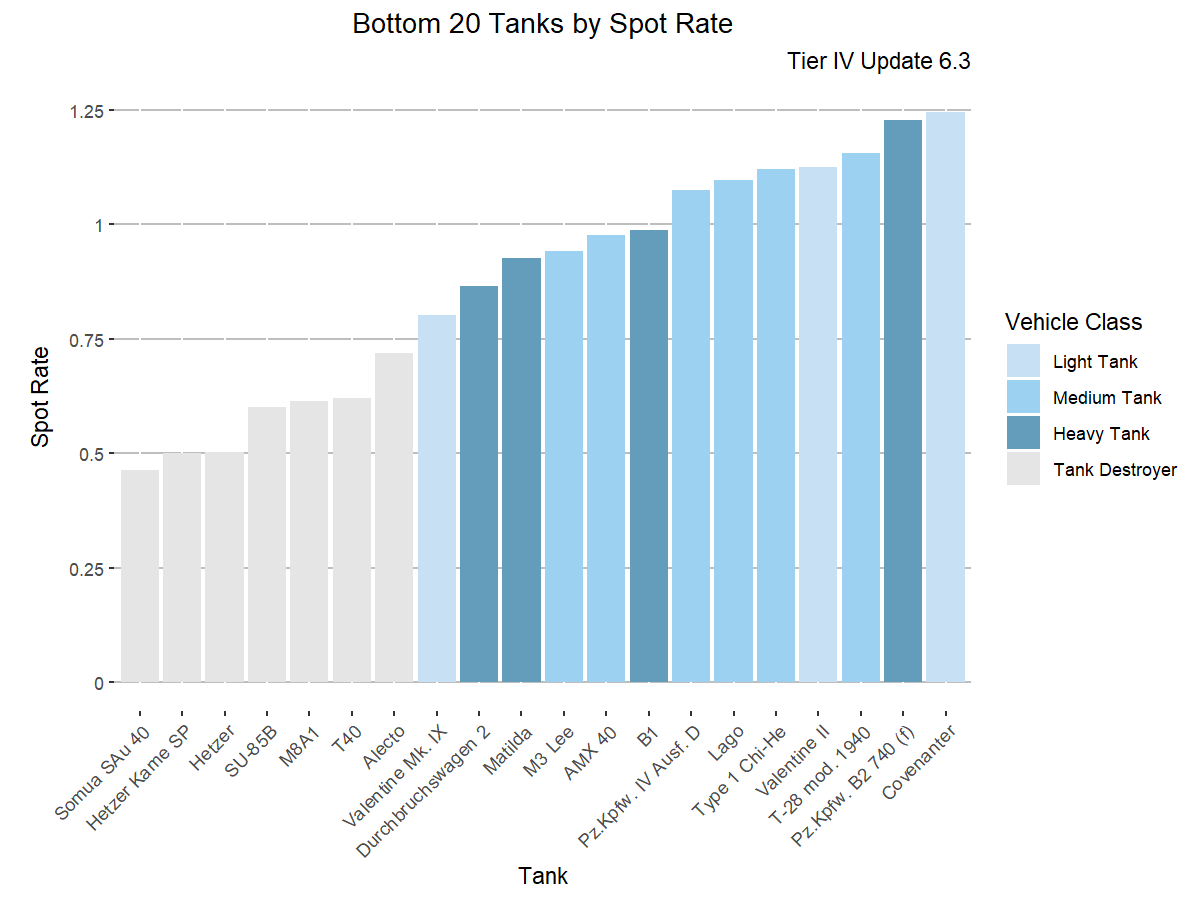 Bottom 20 Tanks by Spot Rate
Tier IV Update 6.3
1.25
1
0.75
0.5
0.25
0
Spot Rate
Somua SAu 40
Hetzer Kame SP
Hetzer
SU-85B
M8A1
T40
Alecto
Valentine Mk. IX
Durchbruchswagen 2
Matilda
M3 Lee
AMX 40
B1
Pz.Kpfw. IV Ausf. D
Lago
Type 1 Chi-He
Valentine II
T-28 mod. 1940
Pz.Kpfw. B2 740 (f)
Covenanter
Tank
Vehicle Class
Light Tank
Medium Tank
Heavy Tank
Tank Destroyer